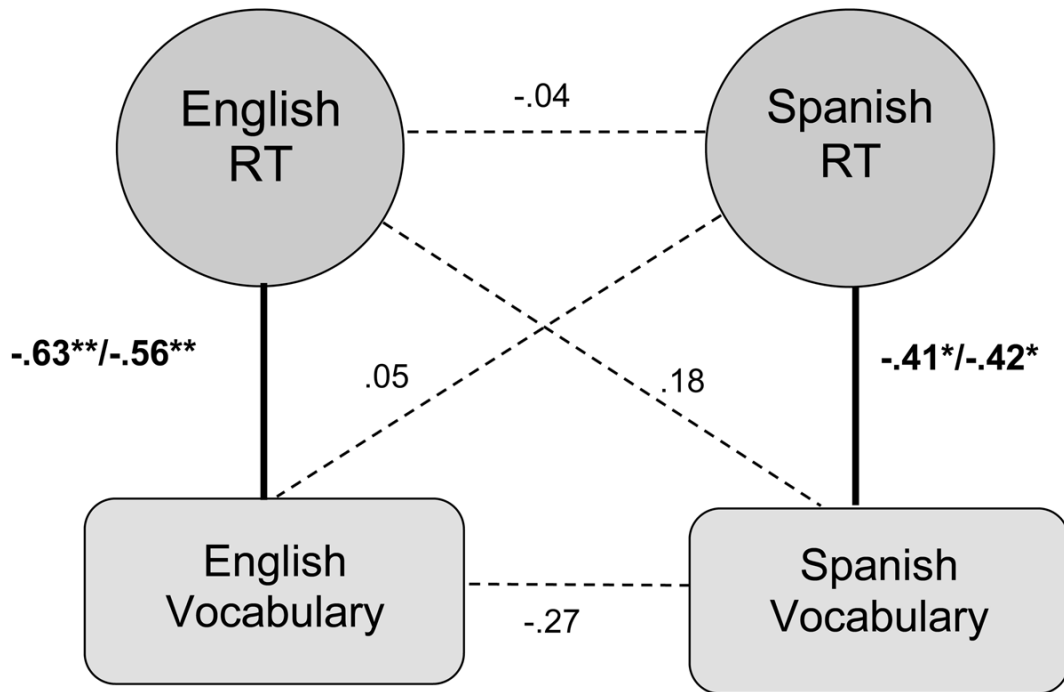 English
RT
-.04
Spanish
RT
-.63**/-.56**
.05
.18
-.41*/-.42*
English
Vocabulary
-.27
Spanish
Vocabulary